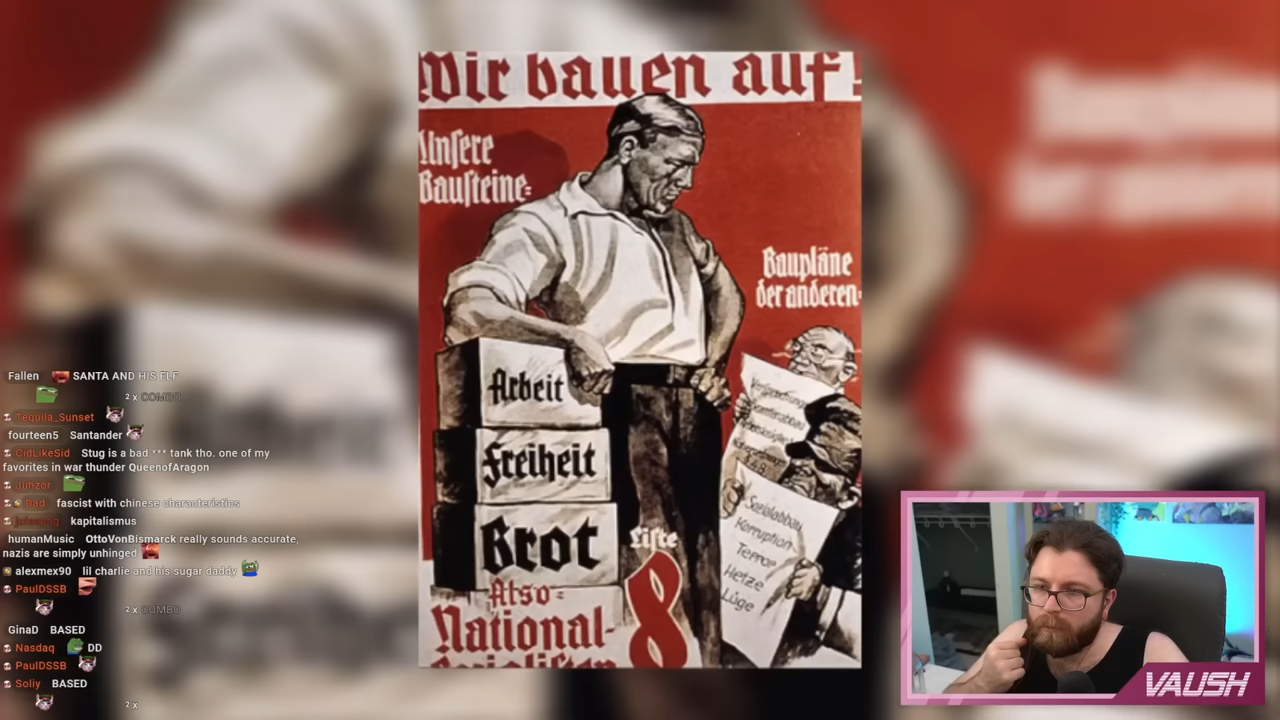 Wir bauen auf!
Unsere
Bausteine:
Baupläne
der anderen:
Arbeit
Freiheit
Brot
Sozialabbau
Korruption
Terror
Hetze
Lüge
Liste
8
Also:
National-
Fallen SANTA AND HIS ELF
2 x COMBO
Tequila_Sunset
fourteen5 Santander
CidLikeSid Stug is a bad *** tank tho. one of my
favorites in war thunder QueenofAragon
fascist with chinese characteristics
kapitalismus
humanMusic OttoVonBismarck really sounds accurate,
nazis are simply unhinged
alexmex90 lil charlie and his sugar daddy
PaulDSSB
2 x COMBO
GinaD BASED
Nasdaq DD
PaulDSSB
Soliy BASED
2 x
VAUSH